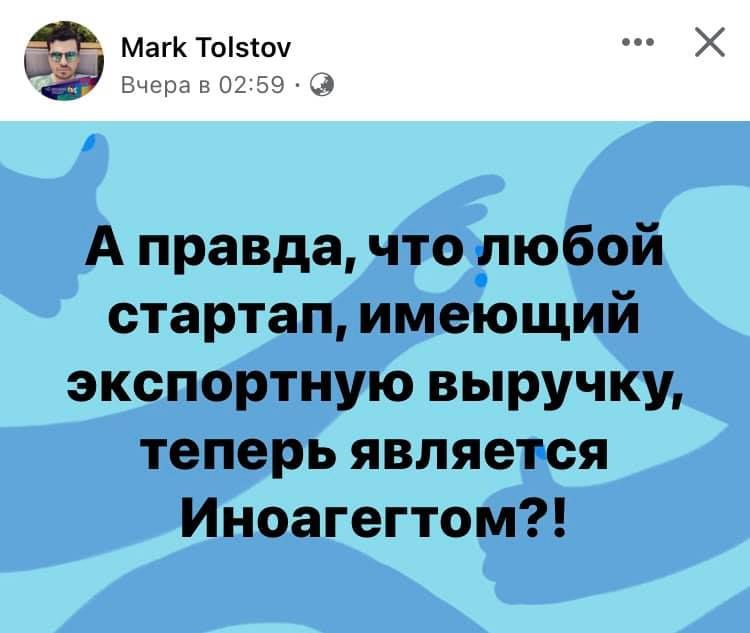 Mark Tolstov
Вчера в 02:59 ·
А правда, что любой
стартап, имеющий
экспортную выручку,
теперь является
Иноагегтом?!